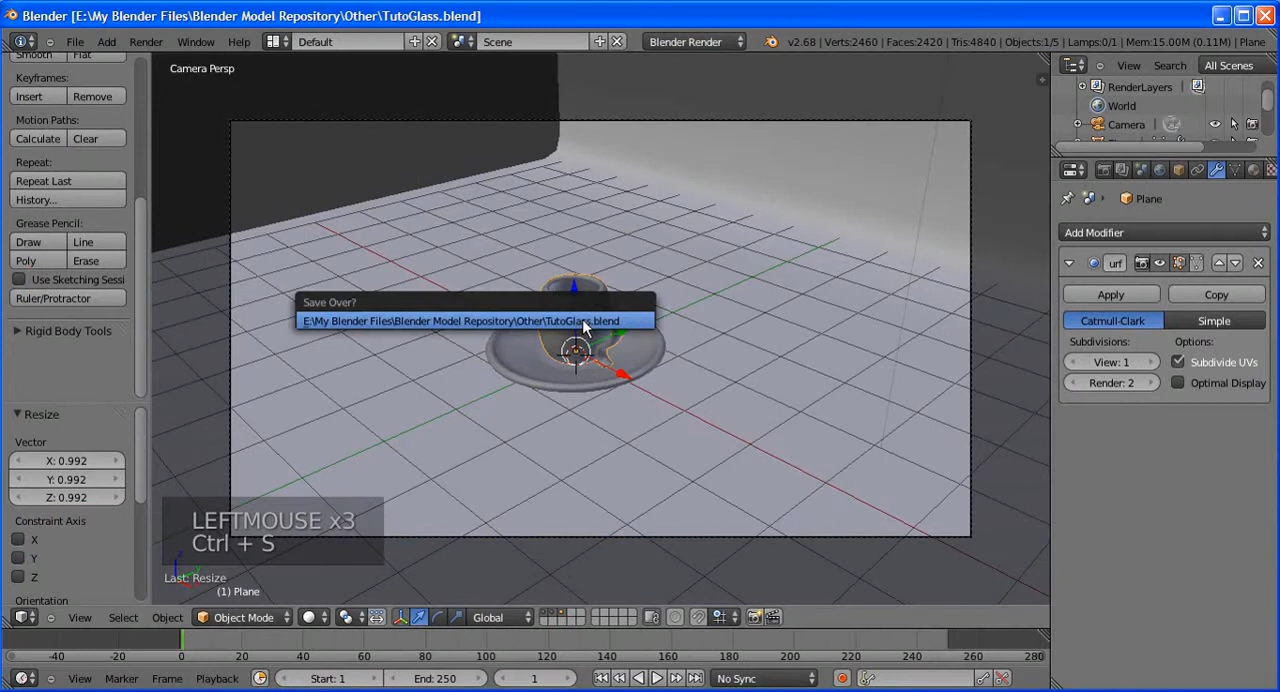 Blender [E:\My Blender Files\Blender Model Repository\Other\TutoGlass.blend]
File Add Render Window Help Default Scene Blender Render v2.68 | Verts:2460 | Faces:2420 | Tris:4840 | Objects:1/5 | Lamps:0/1 | Mem:15.00M (0.11M) | Plane
Smooth Flat
Keyframes:
Insert Remove
Motion Paths:
Calculate Clear
Repeat:
Repeat Last
History...
Grease Pencil:
Draw Line
Poly Erase
Use Sketching Sessi
Ruler/Protractor
Rigid Body Tools
Resize
Vector
X: 0.992
Y: 0.992
Z: 0.992
Constraint Axis
X
Y
Z
Orientation
Camera Persp
Save Over?
E:\My Blender Files\Blender Model Repository\Other\TutoGlass.blend
LEFTMOUSE x3
Ctrl + S
Last: Resize
(1) Plane
View Search All Scenes
RenderLayers
World
Camera
Plane
Add Modifier
urf
Apply Copy
Catmull-Clark Simple
Subdivisions: Options:
View: 1 Subdivide UVs
Render: 2 Optimal Display
View Select Object Object Mode Global
-40 -20 0 20 40 60 80 100 120 140 160 180 200 220 240 260 280
View Marker Frame Playback Start: 1 End: 250 1 No Sync